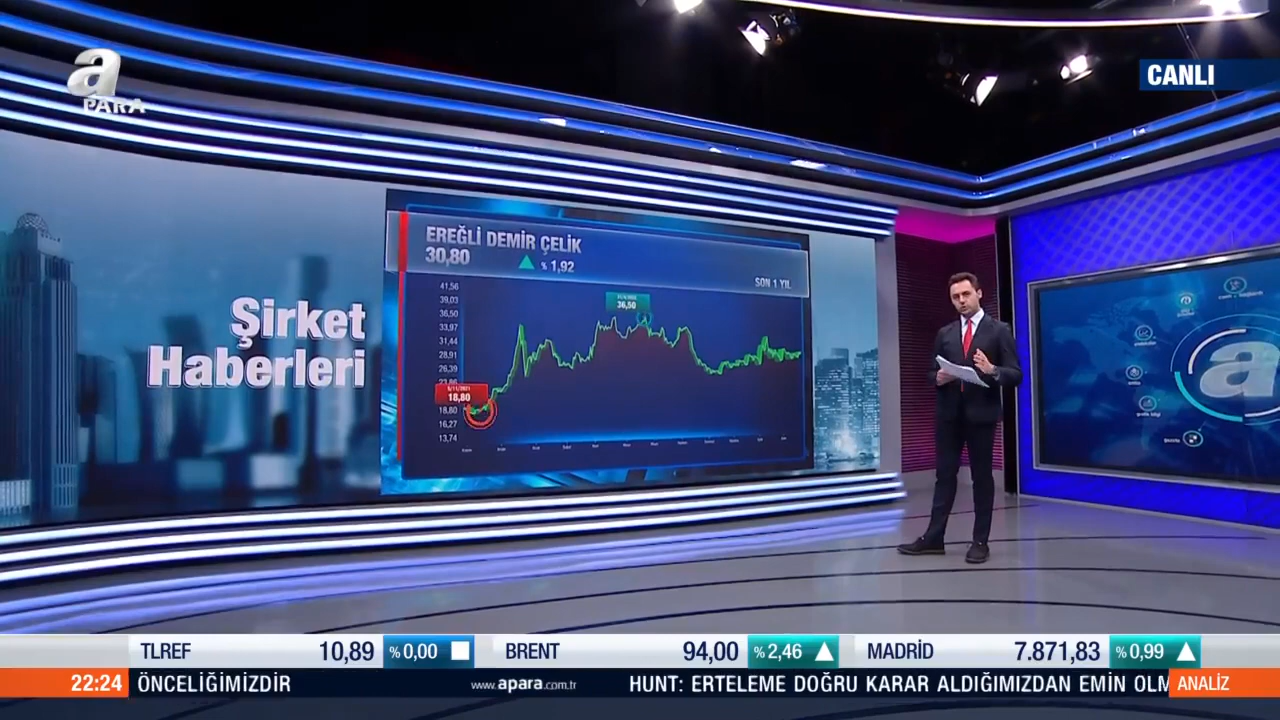 a
PARA
CANLI
Şirket
Haberleri
EREĞLİ DEMİR ÇELİK
30,80
% 1,92
SON 1 YIL
41,56
39,03
36,50
33,97
31,44
28,91
26,39
23,86
18,80
16,27
13,74
36,50
5/11/2021
18,80
a
TLREF 10,89 %0,00
BRENT 94,00 %2,46
MADRİD 7.871,83 %0,99
22:24 ÖNCELİĞİMİZDİR
www.apara.com.tr
HUNT: ERTELEME DOĞRU KARAR ALDIĞIMIZDAN EMİN OLM
ANALİZ